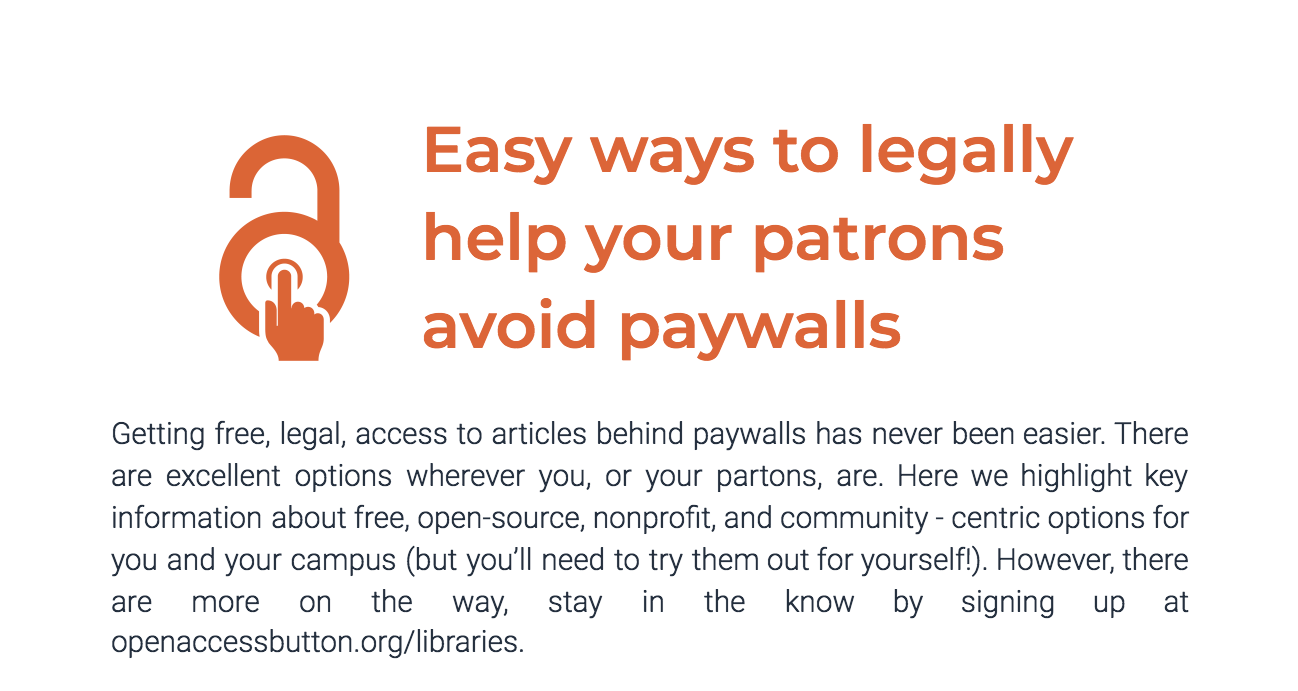 Easy ways to legally
help your patrons
avoid paywalls
Getting free, legal, access to articles behind paywalls has never been easier. There
are excellent options wherever you, or your partons, are. Here we highlight key
information about free, open-source, nonprofit, and community - centric options for
you and your campus (but you’ll need to try them out for yourself!). However, there
are more on the way, stay in the know by signing up at
openaccessbutton.org/libraries.